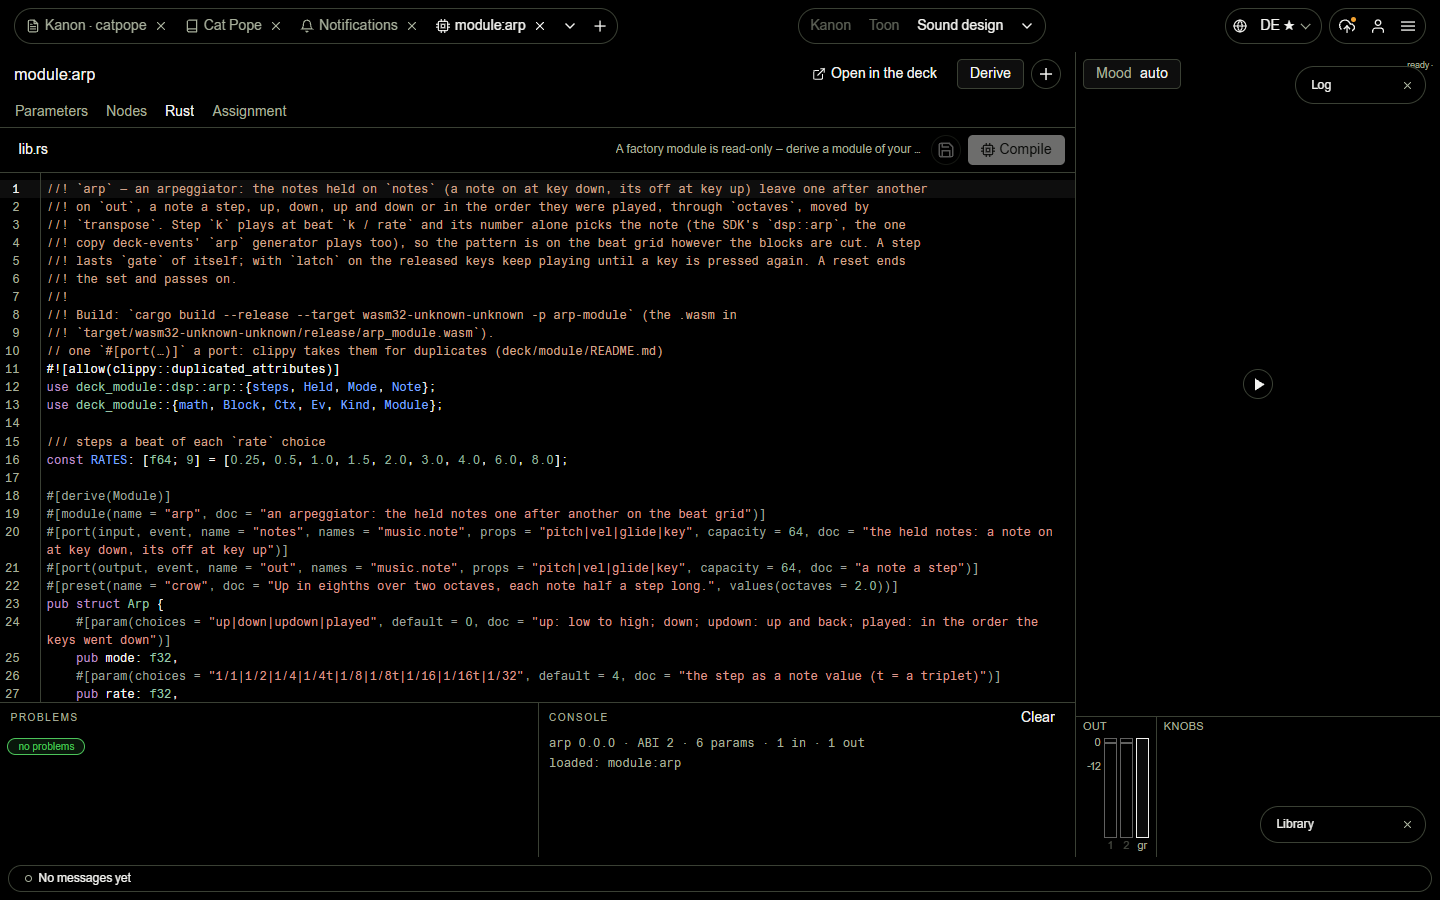 Kanon - catpope
Cat Pope
Notifications
module:arp
Kanon Toon Sound design
DE ★
module:arp
Open in the deck
Derive
Mood auto
ready -
Log
Parameters Nodes Rust Assignment
lib.rs
A factory module is read-only – derive a module of your …
Compile
1 //! `arp` — an arpeggiator: the notes held on `notes` (a note on at key down, its off at key up) leave one after another
2 //! on `out`, a note a step, up, down, up and down or in the order they were played, through `octaves`, moved by
3 //! `transpose`. Step `k` plays at beat `k / rate` and its number alone picks the note (the SDK's `dsp::arp`, the one
4 //! copy deck-events' `arp` generator plays too), so the pattern is on the beat grid however the blocks are cut. A step
5 //! lasts `gate` of itself; with `latch` on the released keys keep playing until a key is pressed again. A reset ends
6 //! the set and passes on.
7 //!
8 //! Build: `cargo build --release --target wasm32-unknown-unknown -p arp-module` (the .wasm in
9 //! `target/wasm32-unknown-unknown/release/arp_module.wasm`).
10 // one `#[port(…)]` a port: clippy takes them for duplicates (deck/module/README.md)
11 #![allow(clippy::duplicated_attributes)]
12 use deck_module::dsp::arp::{steps, Held, Mode, Note};
13 use deck_module::{math, Block, Ctx, Ev, Kind, Module};
14
15 /// steps a beat of each `rate` choice
16 const RATES: [f64; 9] = [0.25, 0.5, 1.0, 1.5, 2.0, 3.0, 4.0, 6.0, 8.0];
17
18 #[derive(Module)]
19 #[module(name = "arp", doc = "an arpeggiator: the held notes one after another on the beat grid")]
20 #[port(input, event, name = "notes", names = "music.note", props = "pitch|vel|glide|key", capacity = 64, doc = "the held notes: a note on
at key down, its off at key up")]
21 #[port(output, event, name = "out", names = "music.note", props = "pitch|vel|glide|key", capacity = 64, doc = "a note a step")]
22 #[preset(name = "crow", doc = "Up in eighths over two octaves, each note half a step long.", values(octaves = 2.0))]
23 pub struct Arp {
24 #[param(choices = "up|down|updown|played", default = 0, doc = "up: low to high; down; updown: up and back; played: in the order the
keys went down")]
25 pub mode: f32,
26 #[param(choices = "1/1|1/2|1/4|1/4t|1/8|1/8t|1/16|1/16t|1/32", default = 4, doc = "the step as a note value (t = a triplet)")]
27 pub rate: f32,
PROBLEMS
no problems
CONSOLE
Clear
arp 0.0.0 · ABI 2 · 6 params · 1 in · 1 out
loaded: module:arp
OUT
0
-12
1 2 gr
KNOBS
Library
No messages yet